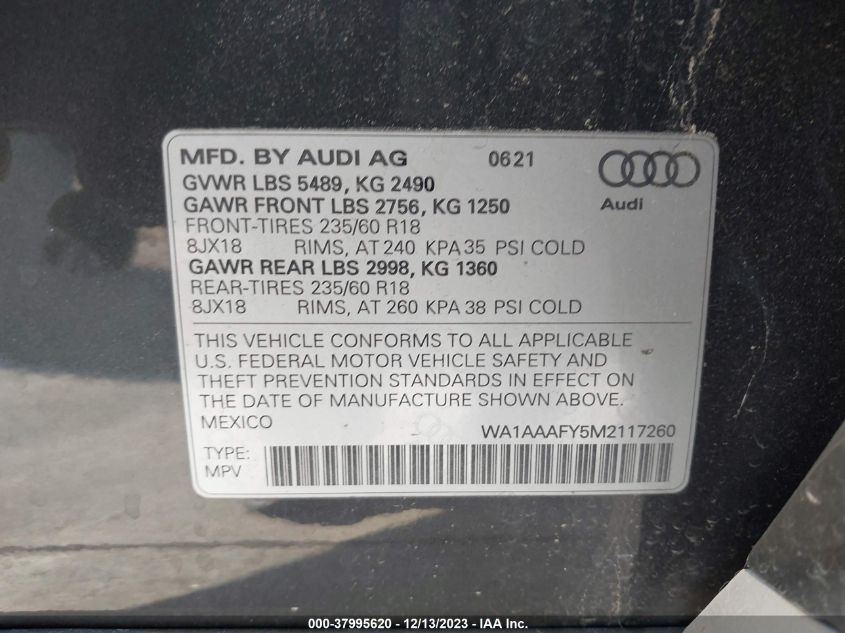 MFD. BY AUDI AG 0621
GVWR LBS 5489, KG 2490
GAWR FRONT LBS 2756, KG 1250
Audi
FRONT-TIRES 235/60 R18
8JX18 RIMS, AT 240 KPA 35 PSI COLD
GAWR REAR LBS 2998, KG 1360
REAR-TIRES 235/60 R18
8JX18 RIMS, AT 260 KPA 38 PSI COLD
THIS VEHICLE CONFORMS TO ALL APPLICABLE
U.S. FEDERAL MOTOR VEHICLE SAFETY AND
THEFT PREVENTION STANDARDS IN EFFECT ON
THE DATE OF MANUFACTURE SHOWN ABOVE.
MEXICO
WA1AAAFY5M2117260
TYPE:
MPV
000-37995620 - 12/13/2023 - WA1AAAFY5M2......